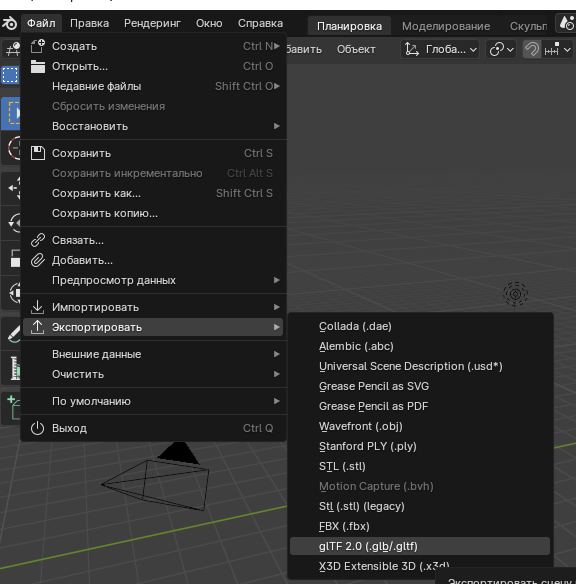 Файл Правка Рендеринг Окно Справка Планировка Моделирование Скульп
бавить Объект Глоба...
Создать Ctrl N
Открыть... Ctrl O
Недавние файлы Shift Ctrl O
Сбросить изменения
Восстановить
Сохранить Ctrl S
Сохранить инкрементально Ctrl Alt S
Сохранить как... Shift Ctrl S
Сохранить копию...
Связать...
Добавить...
Предпросмотр данных
Импортировать
Экспортировать
Внешние данные
Очистить
По умолчанию
Выход Ctrl Q
Collada (.dae)
Alembic (.abc)
Universal Scene Description (.usd*)
Grease Pencil as SVG
Grease Pencil as PDF
Wavefront (.obj)
Stanford PLY (.ply)
STL (.stl)
Motion Capture (.bvh)
Stl (.stl) (legacy)
FBX (.fbx)
glTF 2.0 (.glb/.gltf)
X3D Extensible 3D (.x3d)
Экспортировать сцену